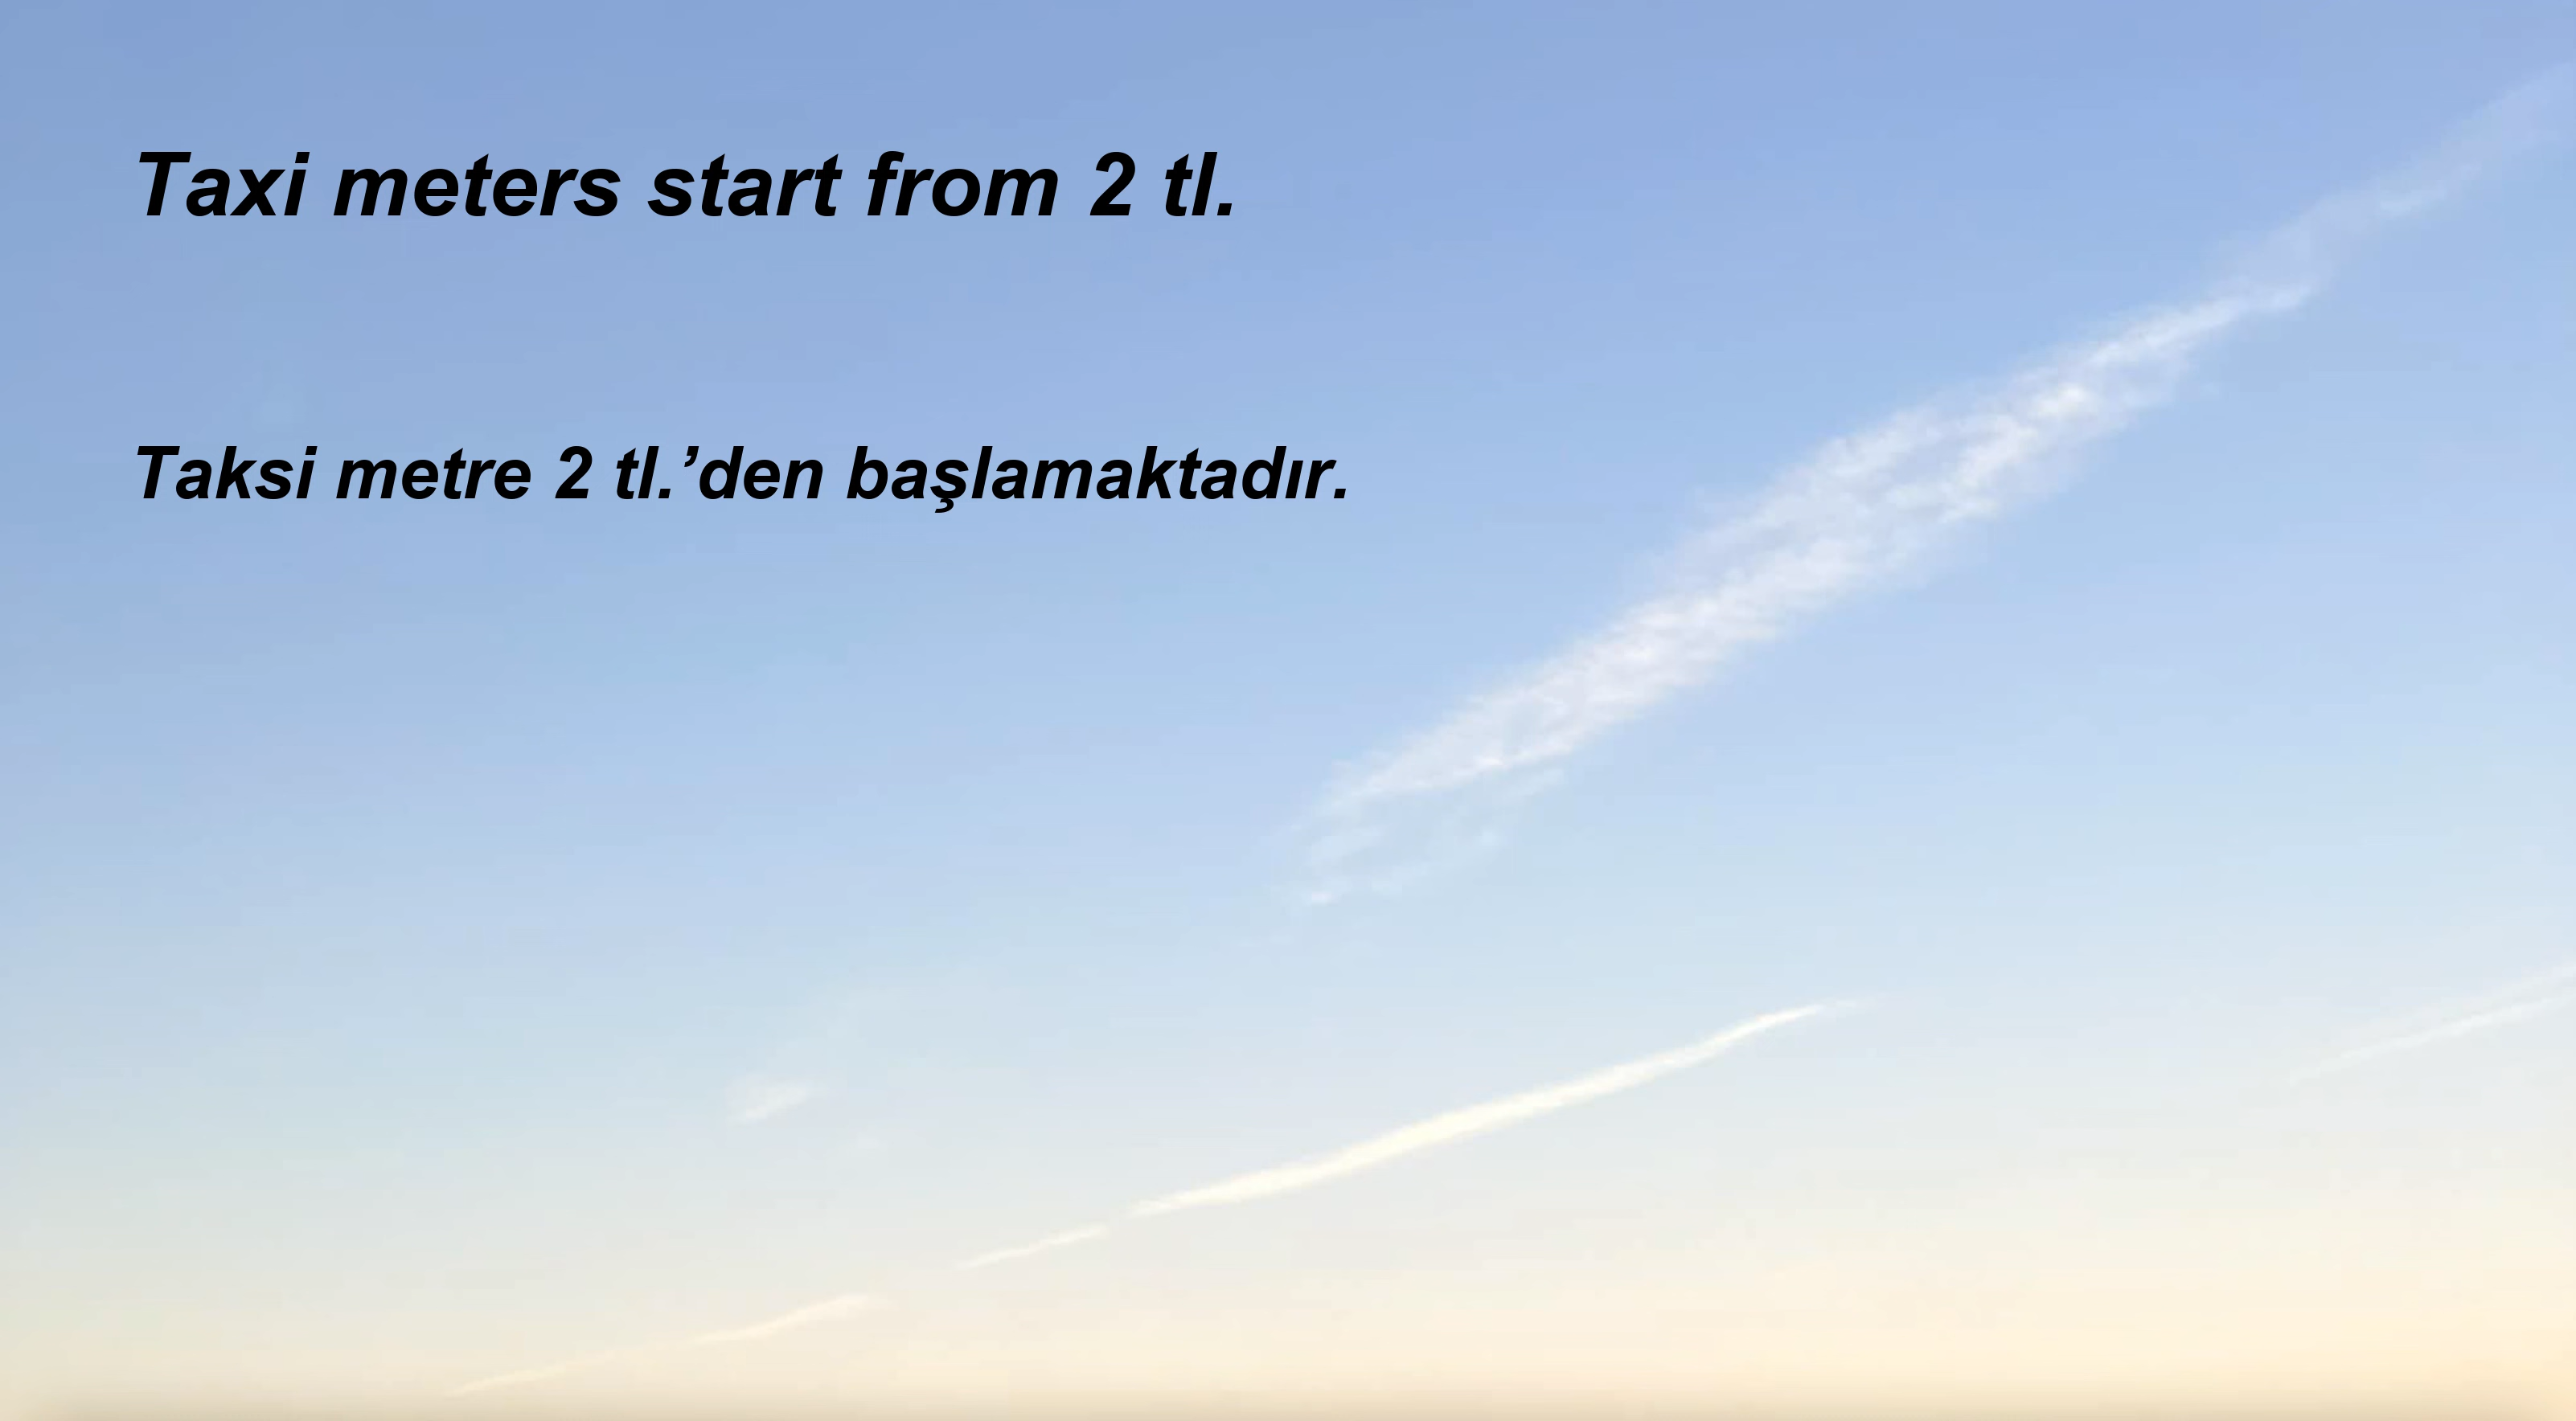 Taxi meters start from 2 tl.
Taksi metre 2 tl.’den başlamaktadır.